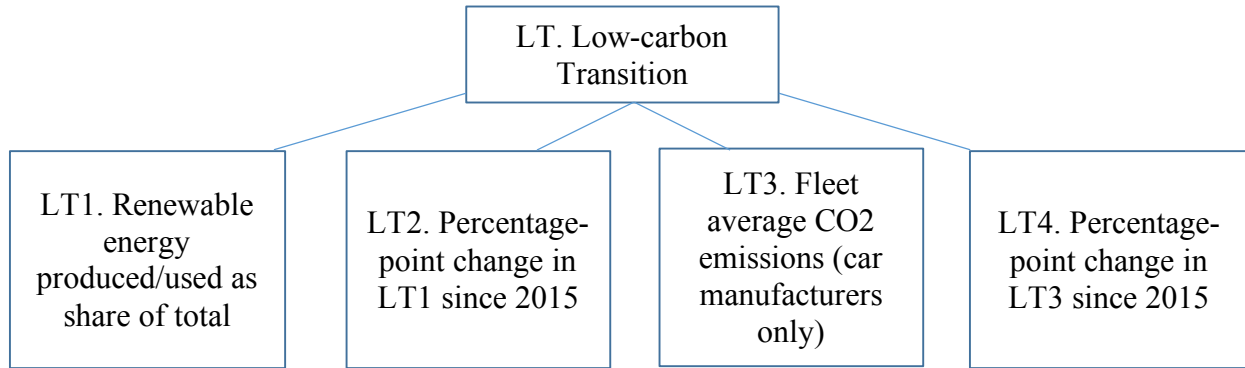 LT. Low-carbon
Transition
LT1. Renewable
energy
produced/used as
share of total
LT2. Percentage-
point change in
LT1 since 2015
LT3. Fleet
average CO2
emissions (car
manufacturers
only)
LT4. Percentage-
point change in
LT3 since 2015